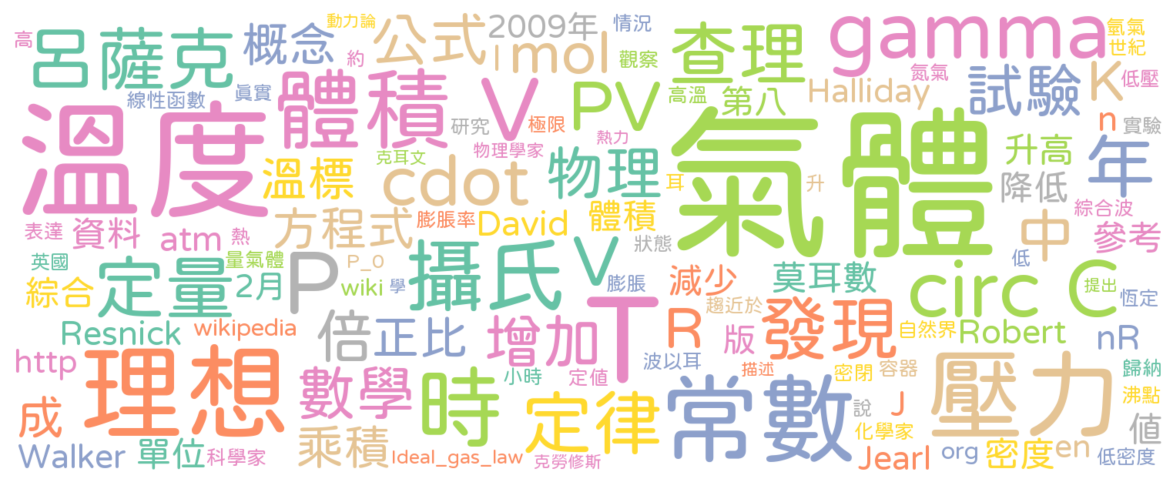 動力論
2009年
情況
gamma
氬氣
世紀
高
呂薩克
概念
約
公式
l
mol
觀察
查理
氮氣
試驗
K
低壓
線性函數
真實
體積
V
PV
高溫
第八
Halliday
n
實驗
溫度
研究
極限
熱力
物理學家
克耳文
氣體
升高
年
溫標
cdot
物理
耳
升
降低
表達
資料
atm
熱
方程式
膨脹率
David
體積
狀態
中
綜合波
參考
英國
定量
量氣體
P_0
P
攝氏
V
減少
莫耳數
低
circ
C
提出
恆定
綜合
2月
wiki
學
膨脹
T
趨近於
Resnick
wikipedia
倍
正比
增加
R
版
發現
自然界
Robert
nR
http
理想
數學
時
小時
定值
波以耳
描述
密閉
容器
壓力
歸納
沸點
成
定律
常數
說
J
值
Walker
單位
科學家
乘積
Ideal_gas_law
克勞修斯
化學家
Jearl
org
密度
en
低密度